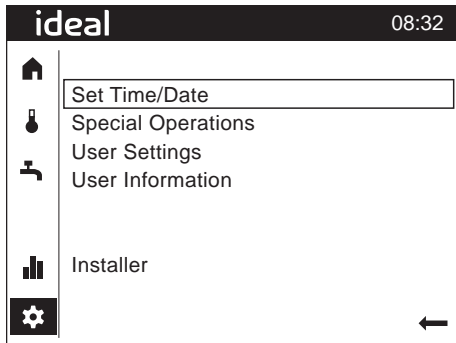 ideal 08:32
Set Time/Date
Special Operations
User Settings
User Information
Installer